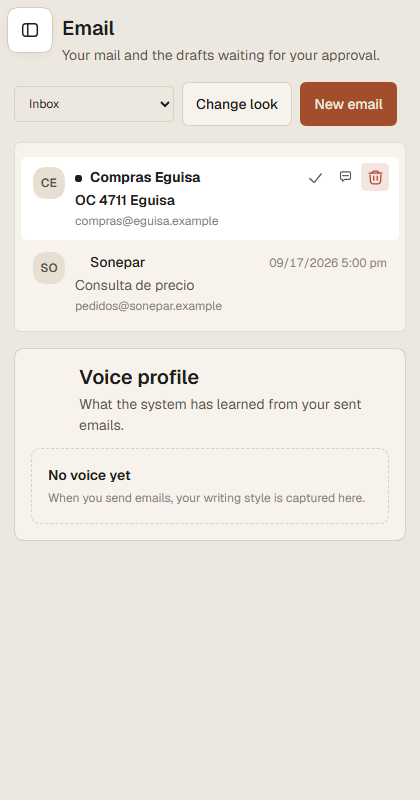 Email
Your mail and the drafts waiting for your approval.
Inbox
Change look
New email
CE
Compras Eguisa
OC 4711 Eguisa
compras@eguisa.example
SO
Sonepar
09/17/2026 5:00 pm
Consulta de precio
pedidos@sonepar.example
Voice profile
What the system has learned from your sent
emails.
No voice yet
When you send emails, your writing style is captured here.